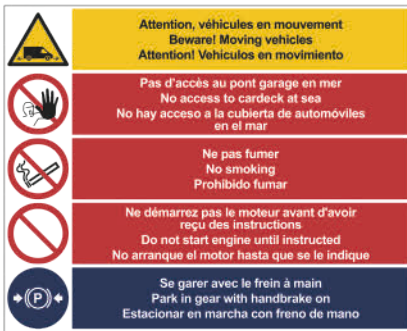 Attention, véhicules en mouvement
Beware! Moving vehicles
Attention! Vehículos en movimiento
Pas d'accès au pont garage en mer
No access to cardeck at sea
No hay acceso a la cubierta de automóviles
en el mar
Ne pas fumer
No smoking
Prohibido fumar
Ne démarrez pas le moteur avant d'avoir
reçu des instructions
Do not start engine until instructed
No arranque el motor hasta que se le indique
P
Se garer avec le frein à main
Park in gear with handbrake on
Estacionar en marcha con freno de mano